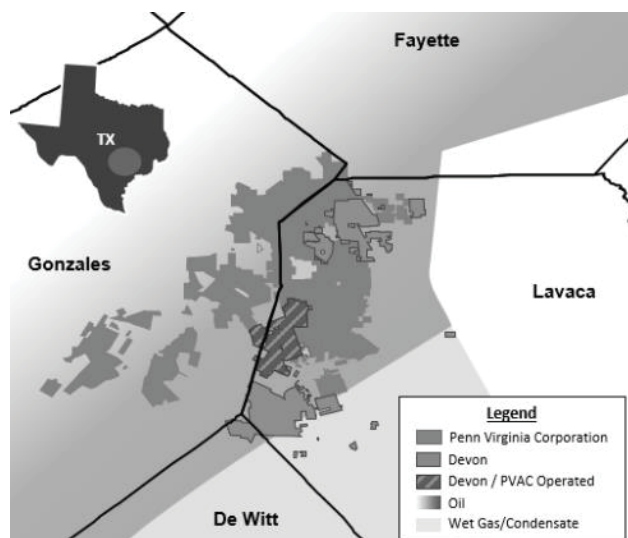 Fayette
TX
Gonzales
Lavaca
De Witt
Legend
Penn Virginia Corporation
Devon
Devon / PVAC Operated
Oil
Wet Gas/Condensate